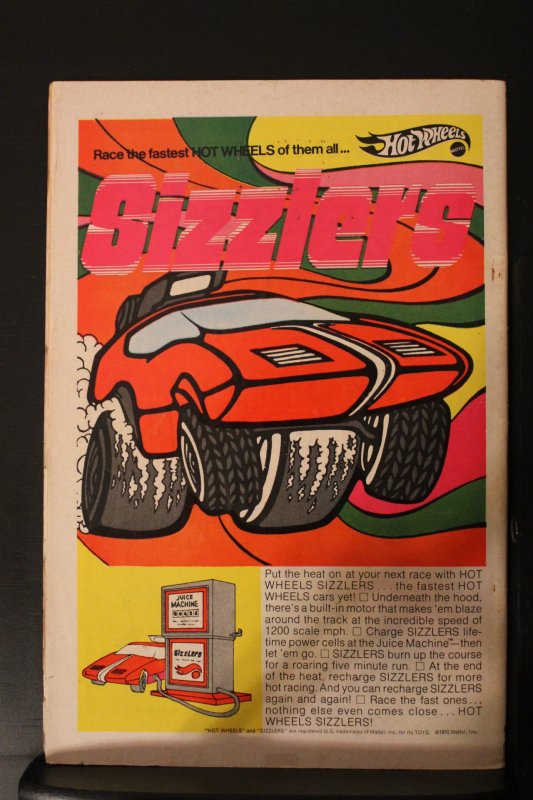 Race the fastest HOT WHEELS of them all...
HOT WHEELS
MATTEL
Sizzlers
JUICE
MACHINE
Sizzlers
Put the heat on at your next race with HOT
WHEELS SIZZLERS ... the fastest HOT
WHEELS cars yet! □ Underneath the hood,
there's a built-in motor that makes 'em blaze
around the track at the incredible speed of
1200 scale mph. □ Charge SIZZLERS life-
time power cells at the Juice Machine™—then
let 'em go. □ SIZZLERS burn up the course
for a roaring five minute run. □ At the end
of the heat, recharge SIZZLERS for more
hot racing. And you can recharge SIZZLERS
again and again! □ Race the fast ones...
nothing else even comes close...HOT
WHEELS SIZZLERS!
"HOT WHEELS" and "SIZZLERS" are registered U.S. trademarks of Mattel, Inc. for its TOYS. ©1970 Mattel, Inc.